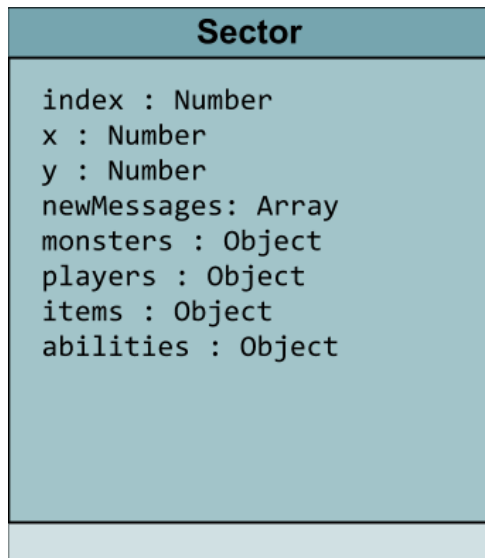 Sector
index : Number
x : Number
y : Number
newMessages: Array
monsters : Object
players : Object
items : Object
abilities : Object